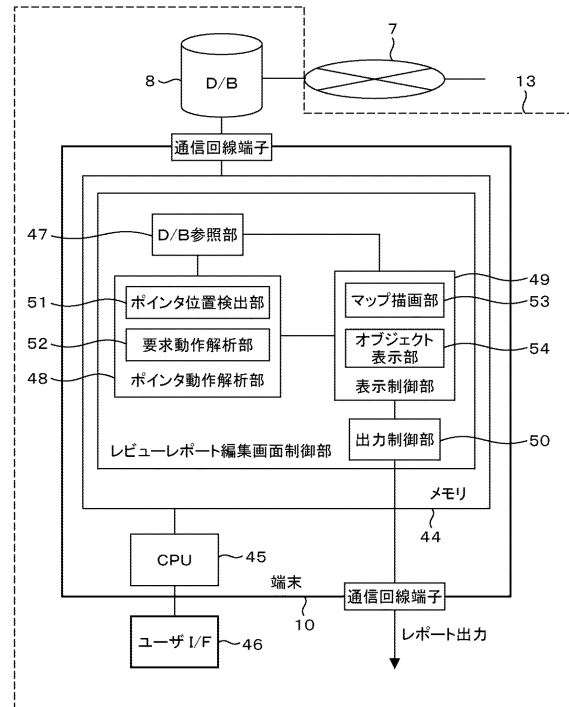 7
8
D/B
13
通信回線端子
47
D/B参照部
49
51
ポインタ位置検出部
マップ描画部
53
52
要求動作解析部
オブジェクト
表示部
54
48
ポインタ動作解析部
表示制御部
出力制御部
50
レビューレポート編集画面制御部
メモリ
44
CPU
45
端末
10
通信回線端子
ユーザ I/F
46
レポート出力